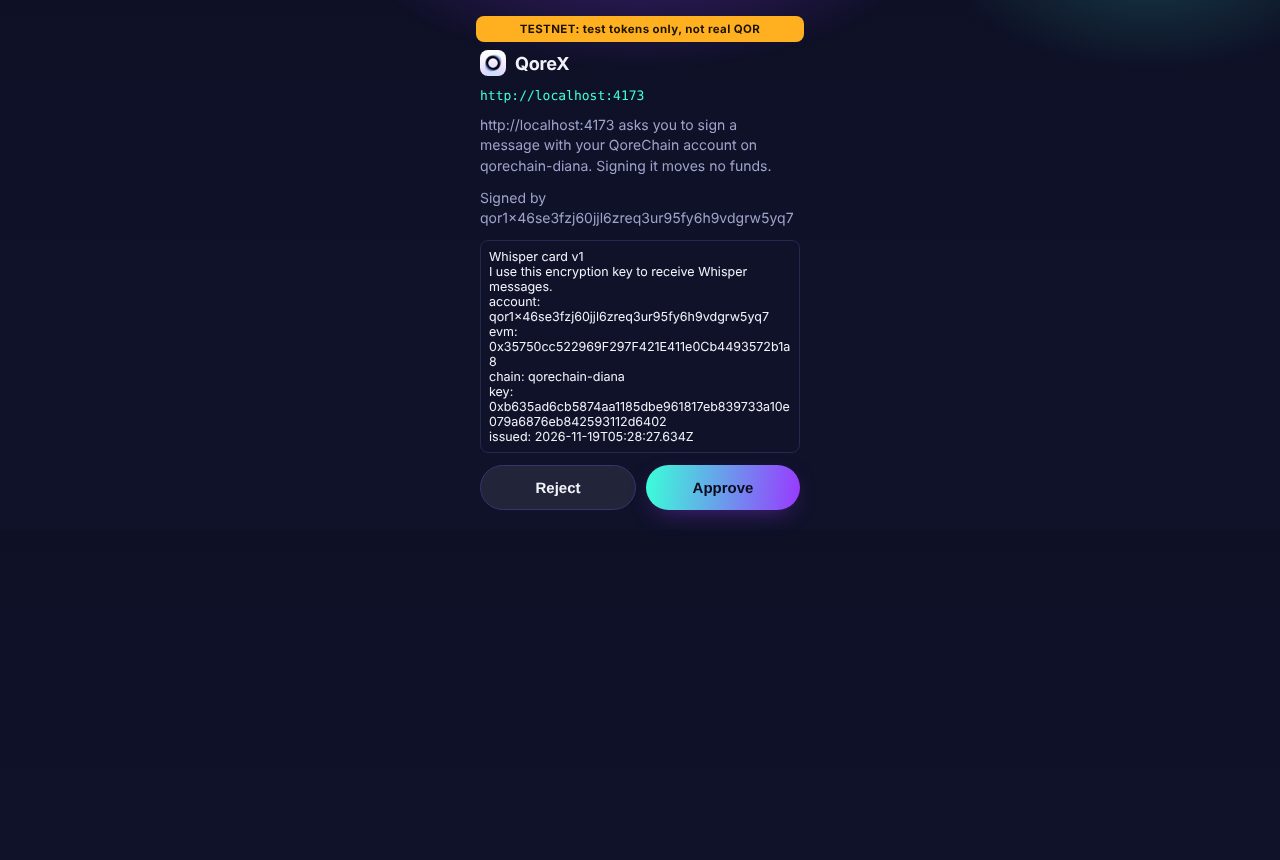 TESTNET: test tokens only, not real QOR
QoreX
http://localhost:4173
http://localhost:4173 asks you to sign a
message with your QoreChain account on
qorechain-diana. Signing it moves no funds.
Signed by
qor1×46se3fzj60jjl6zreq3ur95fy6h9vdgrw5yq7
Whisper card v1
I use this encryption key to receive Whisper
messages.
account:
qor1×46se3fzj60jjl6zreq3ur95fy6h9vdgrw5yq7
evm:
0x35750cc522969F297F421E411e0Cb4493572b1a
8
chain: qorechain-diana
key:
0xb635ad6cb5874aa1185dbe961817eb839733a10e
079a6876eb842593112d6402
issued: 2026-11-19T05:28:27.634Z
Reject
Approve